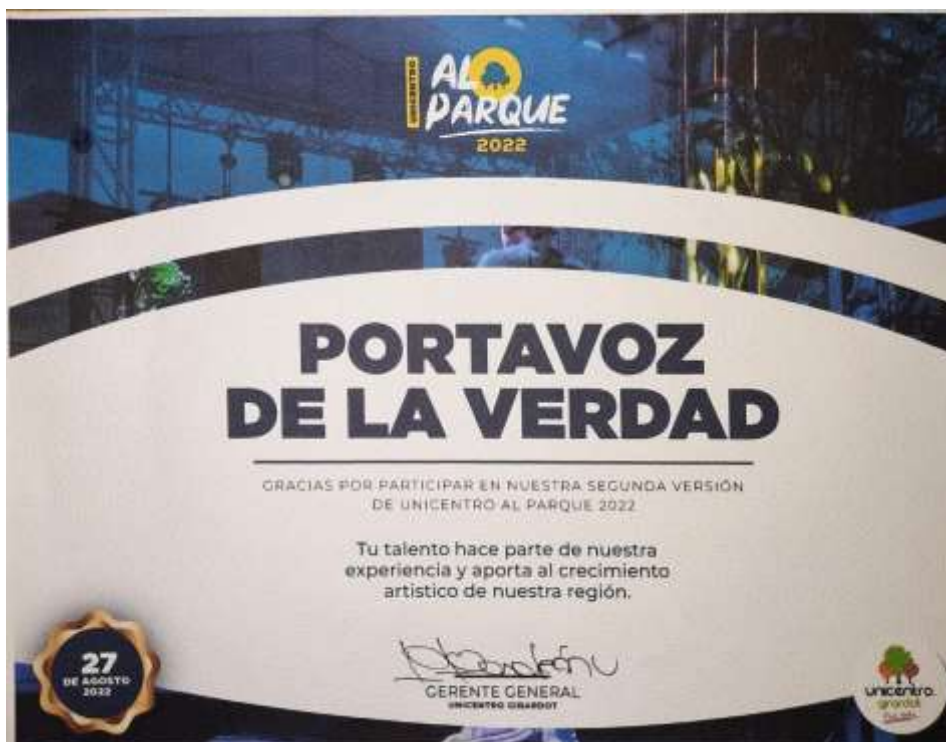 UNICENTRO
AL
PARQUE
2022
PORTAVOZ
DE LA VERDAD
GRACIAS POR PARTICIPAR EN NUESTRA SEGUNDA VERSIÓN
DE UNICENTRO AL PARQUE 2022
Tu talento hace parte de nuestra
experiencia y aporta al crecimiento
artistico de nuestra región.
27
DE AGOSTO
2022
GERENTE GENERAL
UNICENTRO GIRARDOT
unicentro
girardot